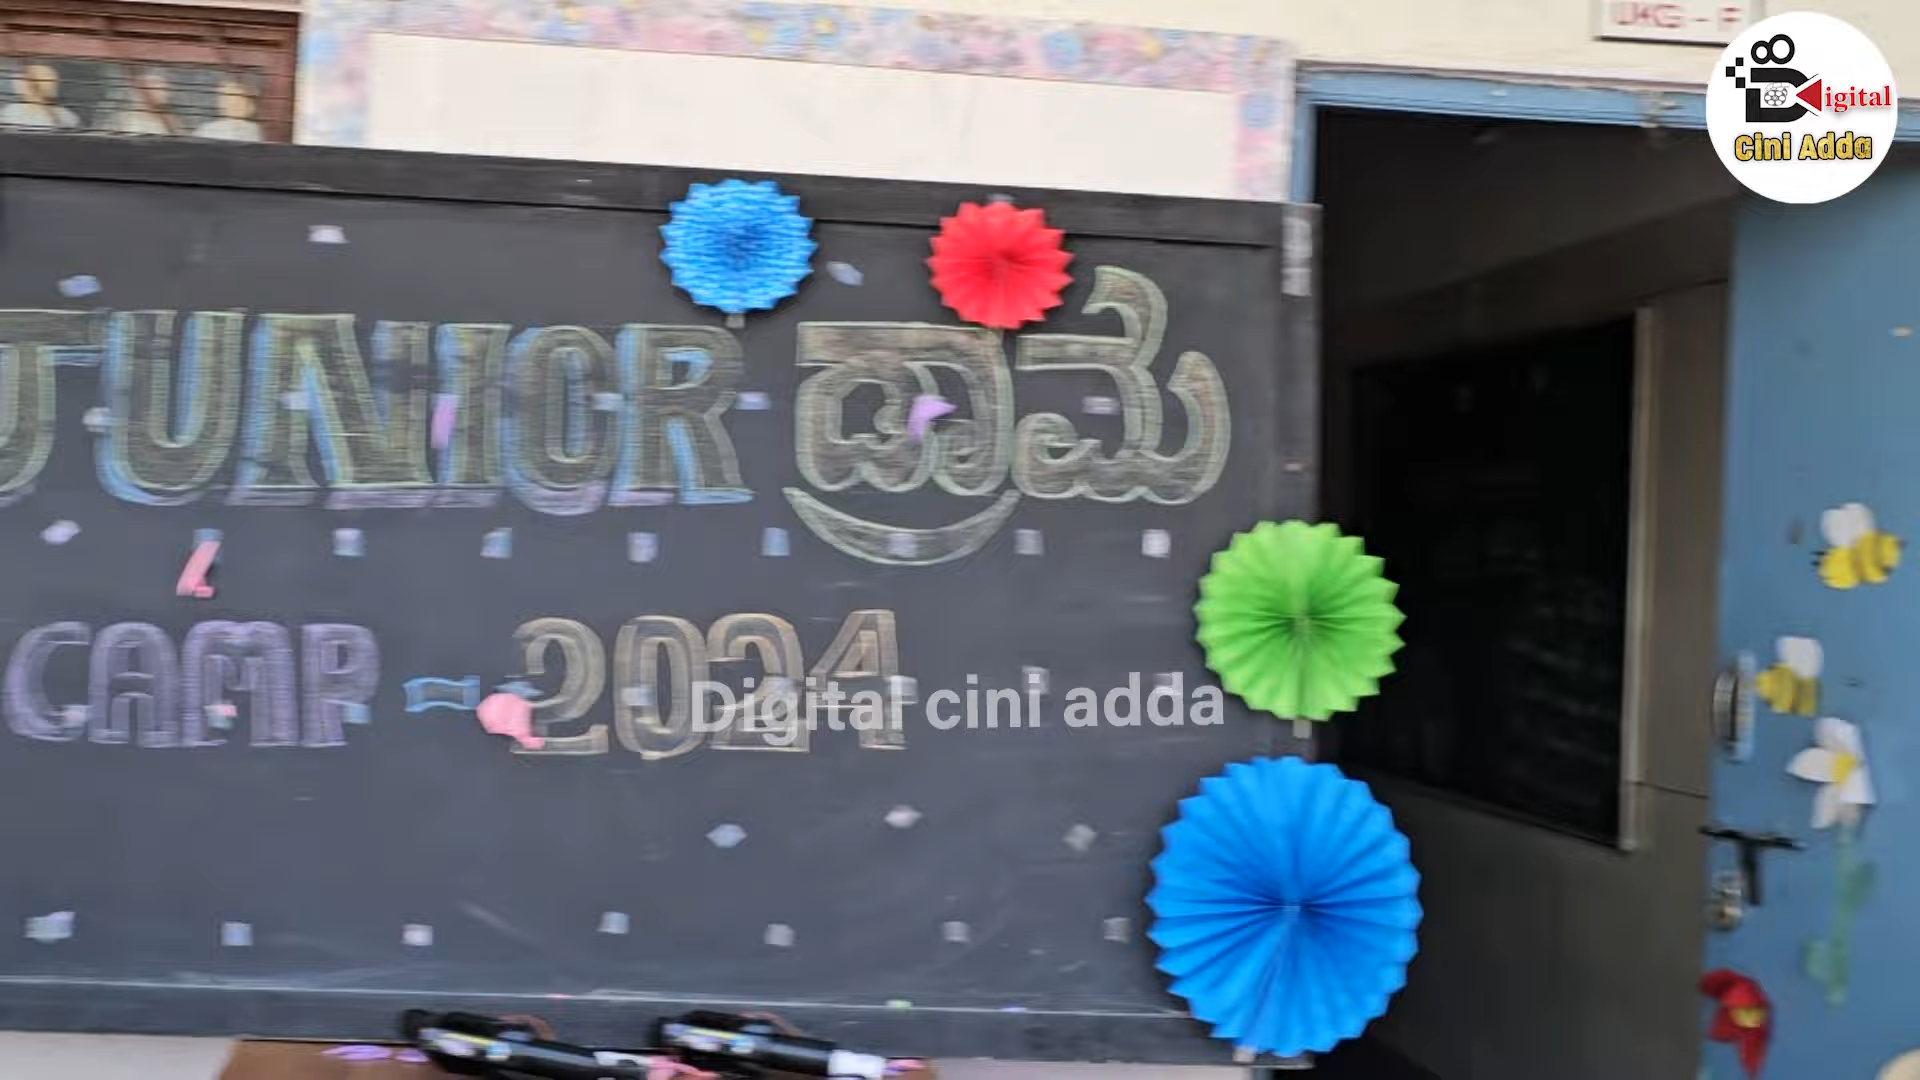 UKG - F
Digital
Cini Adda
JUNIOR ಡ್ರಾಮೆ
CAMP - 2024
Digital cini adda